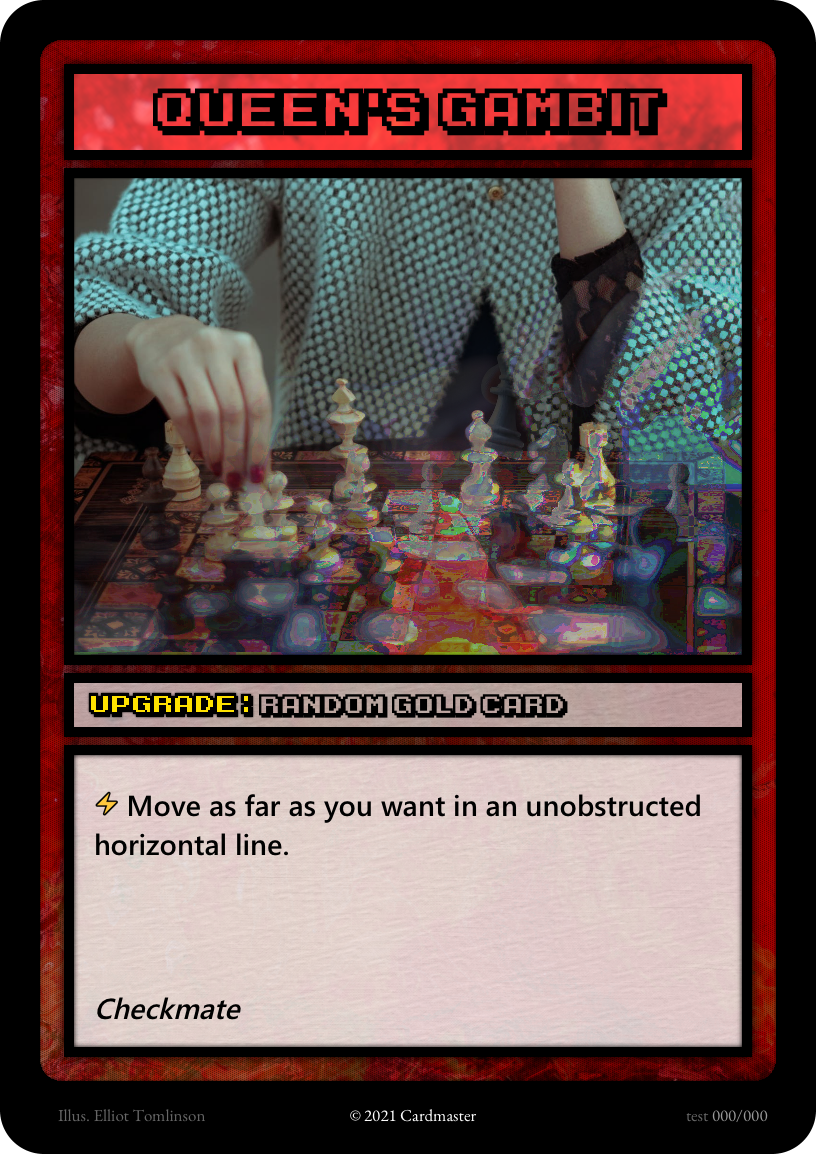 QUEEN'S GAMBIT
UPGRADE: RANDOM GOLD CARD
⚡ Move as far as you want in an unobstructed
horizontal line.
Checkmate
Illus. Elliot Tomlinson © 2021 Cardmaster test 000/000